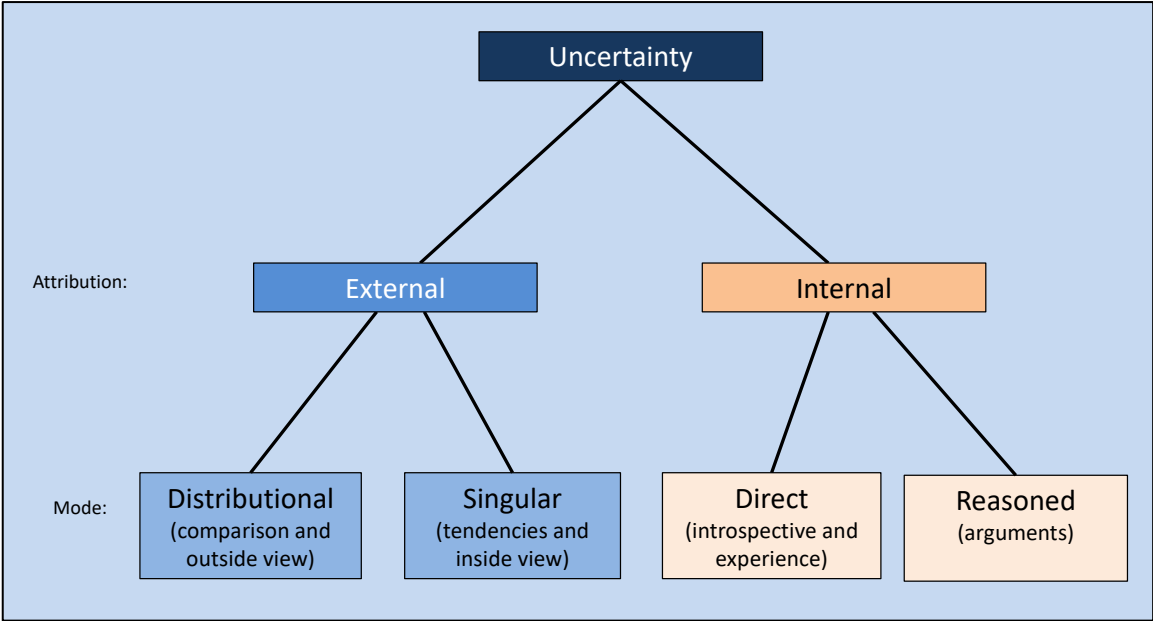 Uncertainty
Attribution:
External
Internal
Mode:
Distributional
(comparison and
outside view)
Singular
(tendencies and
inside view)
Direct
(introspective and
experience)
Reasoned
(arguments)